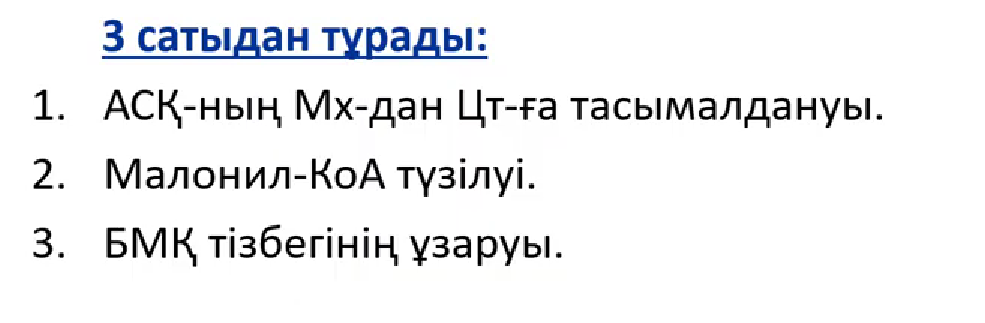 3 сатыдан тұрады:
1. АСҚ-ның Мх-дан Цт-ға тасымалдануы.
2. Малонил-КоА түзілуі.
3. БМҚ тізбегінің ұзаруы.